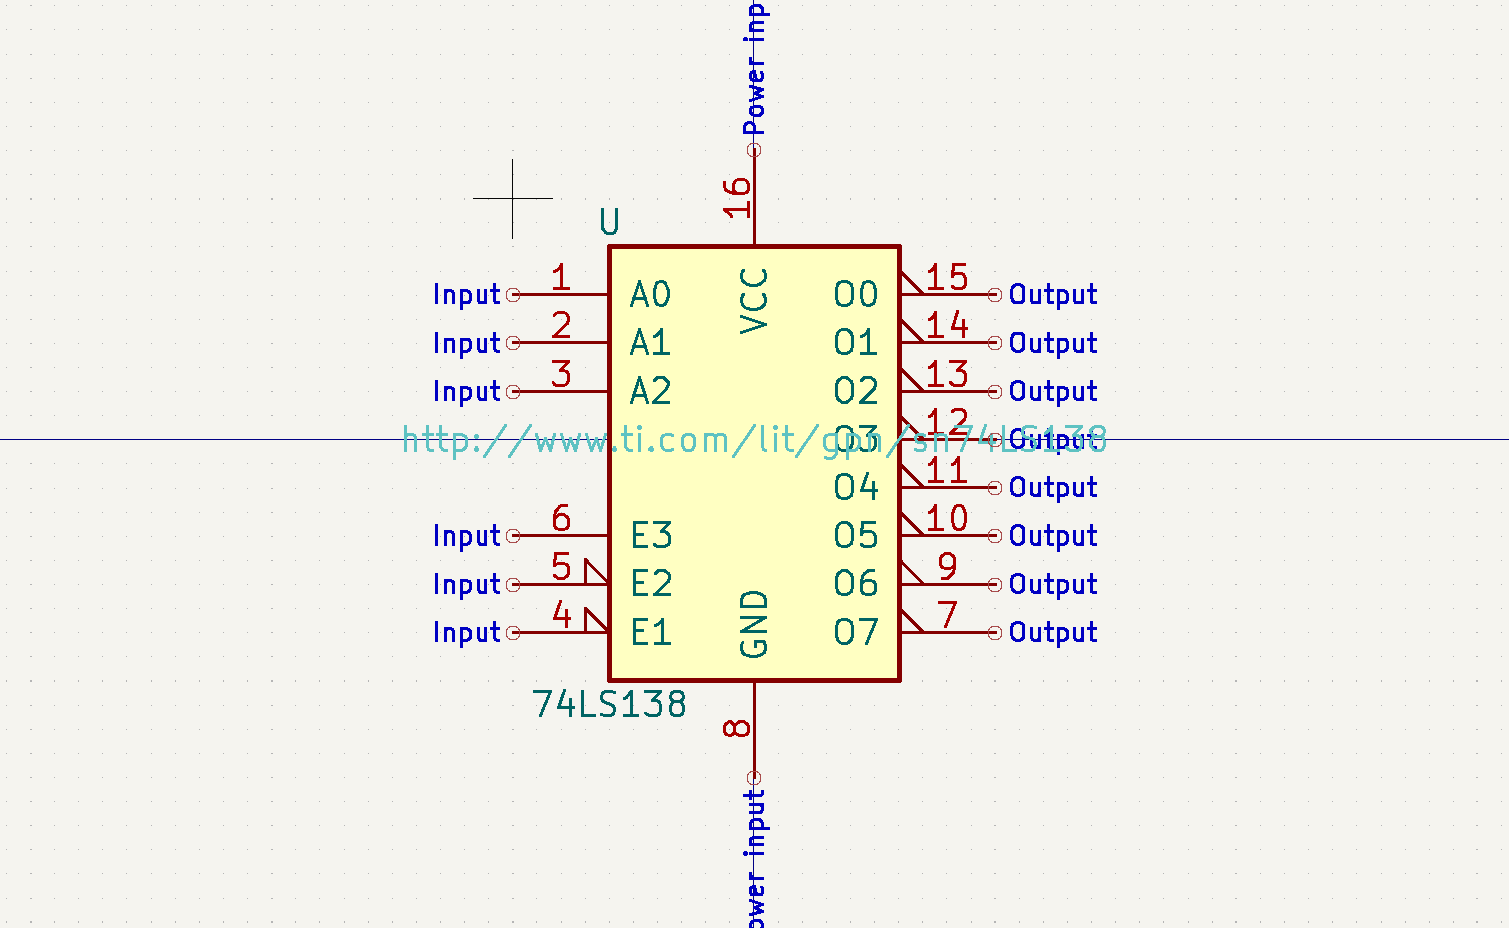 Power inp
16
U
VCC
Input 1 A0 O0 15 Output
Input 2 A1 O1 14 Output
Input 3 A2 O2 13 Output
http://www.ti.com/lit/gpn/sn74LS138
O3 12 Output
O4 11 Output
Input 6 E3 O5 10 Output
Input 5 E2 O6 9 Output
Input 4 E1 O7 7 Output
GND
74LS138
8
ower input